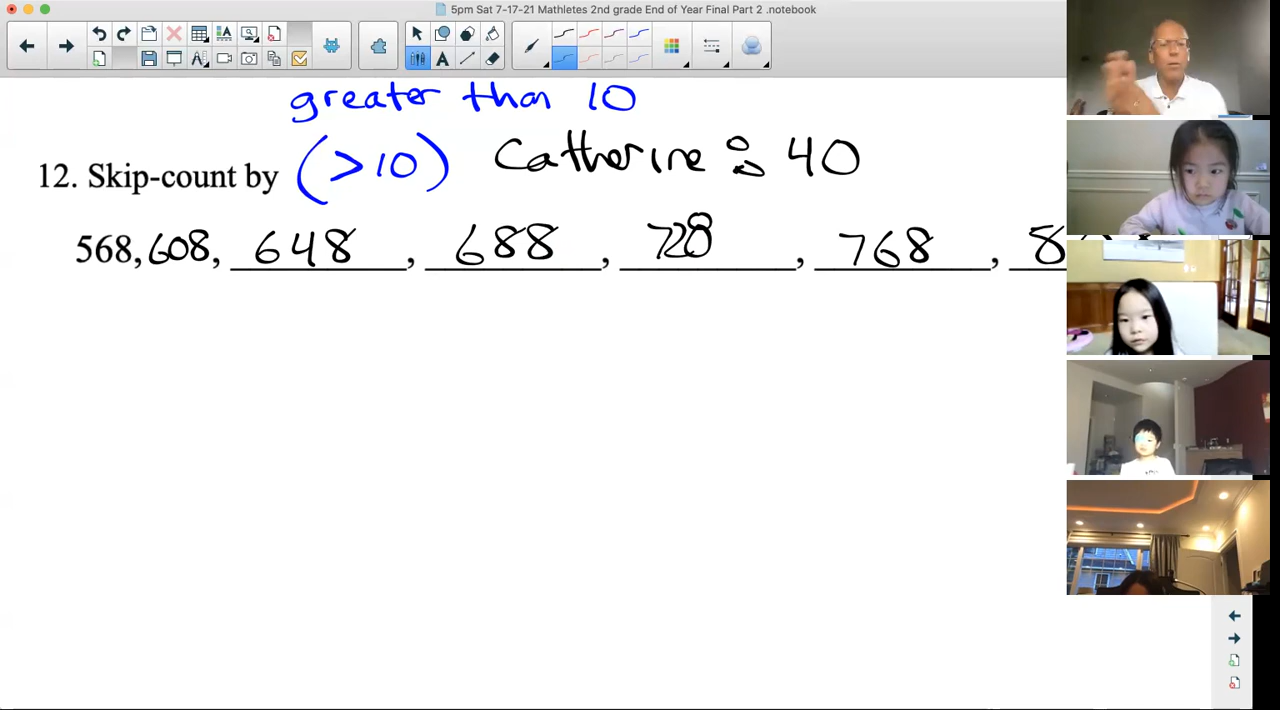 5pm Sat 7-17-21 Mathletes 2nd grade End of Year Final Part 2 .notebook
greater than 10
12. Skip-count by (>10) Catherine : 40
568, 608, 648, 688, 728, 768, 8